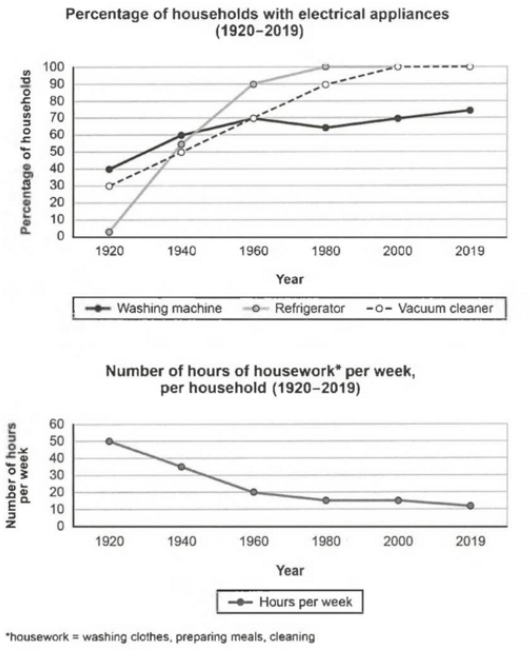 Percentage of households with electrical appliances
(1920–2019)
Percentage of households
100
90
80
70
60
50
40
30
20
10
0
1920 1940 1960 1980 2000 2019
Year
Washing machine Refrigerator Vacuum cleaner
Number of hours of housework* per week,
per household (1920–2019)
Number of hours
per week
60
50
40
30
20
10
0
1920 1940 1960 1980 2000 2019
Year
Hours per week
*housework = washing clothes, preparing meals, cleaning